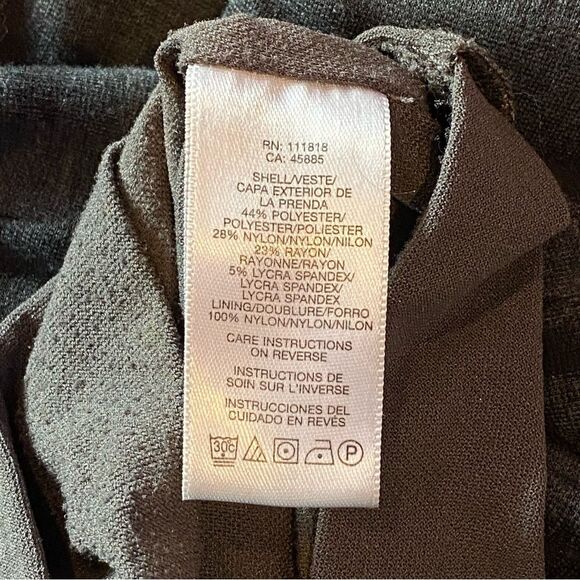 RN: 111818
CA: 45885
SHELL/VESTE/
CAPA EXTERIOR DE
LA PRENDA
44% POLYESTER/
POLYESTER/POLIESTER
28% NYLON/NYLON/NILON
23% RAYON/
RAYONNE/RAYON
5% LYCRA SPANDEX/
LYCRA SPANDEX/
LYCRA SPANDEX
LINING/DOUBLURE/FORRO
100% NYLON/NYLON/NILON
CARE INSTRUCTIONS
ON REVERSE
INSTRUCTIONS DE
SOIN SUR L'INVERSE
INSTRUCCIONES DEL
CUIDADO EN REVÉS
30C P